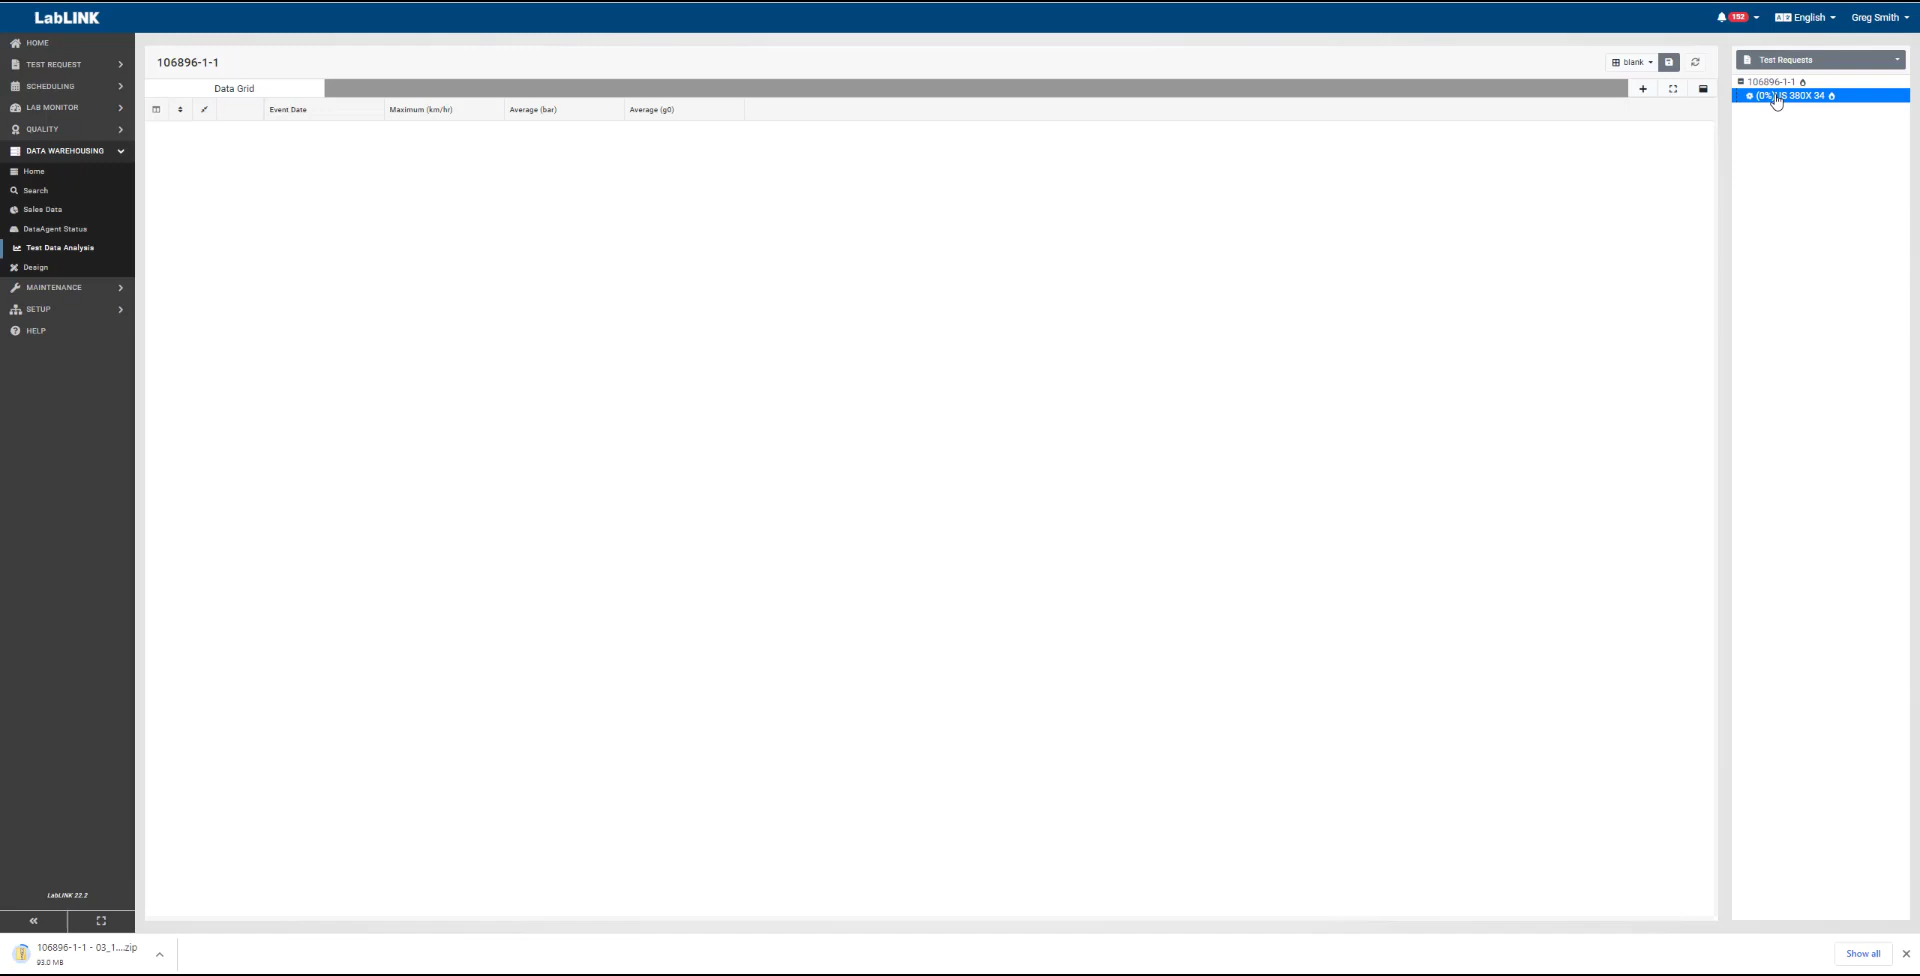 LabLINK
152
English
Greg Smith
HOME
TEST REQUEST
SCHEDULING
LAB MONITOR
QUALITY
DATA WAREHOUSING
Home
Search
Sales Data
DataAgent Status
Test Data Analysis
Design
MAINTENANCE
SETUP
HELP
LabLINK 22.2
106896-1-1
blank
Data Grid
Event Date
Maximum (km/hr)
Average (bar)
Average (g0)
Test Requests
106896-1-1
380X 34
106896-1-1 - 03_1....zip
93.0 MB
Show all